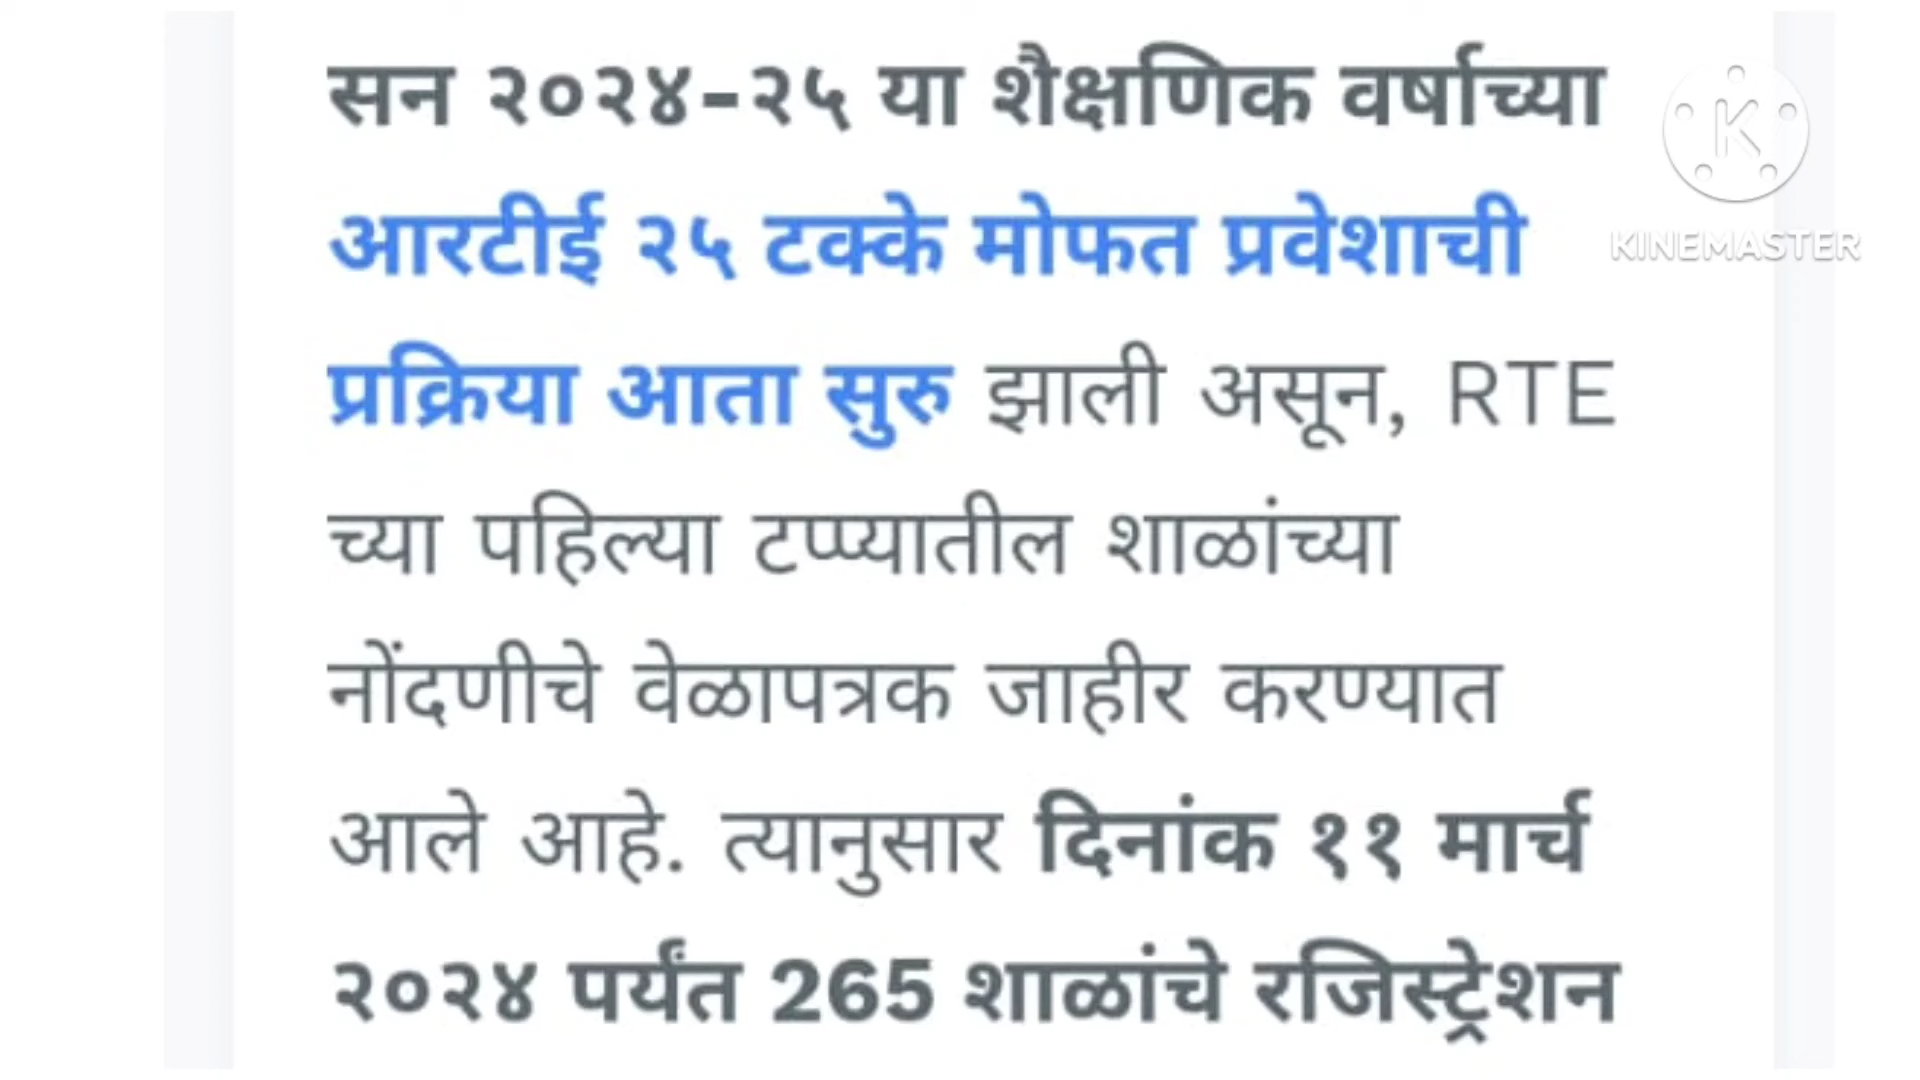 सन २०२४-२५ या शैक्षणिक वर्षाच्या
आरटीई २५ टक्के मोफत प्रवेशाची
प्रक्रिया आता सुरु झाली असून, RTE
च्या पहिल्या टप्प्यातील शाळांच्या
नोंदणीचे वेळापत्रक जाहीर करण्यात
आले आहे. त्यानुसार दिनांक ११ मार्च
२०२४ पर्यंत 265 शाळांचे रजिस्ट्रेशन
K
KINEMASTER